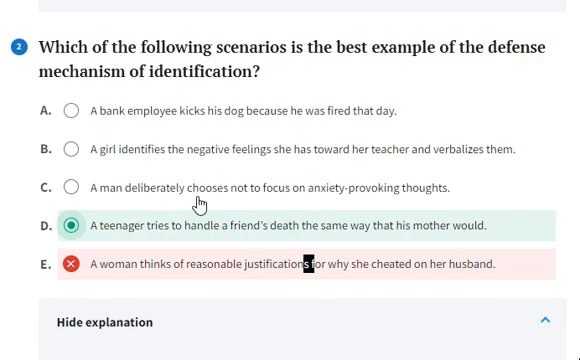 2 Which of the following scenarios is the best example of the defense
mechanism of identification?
A. A bank employee kicks his dog because he was fired that day.
B. A girl identifies the negative feelings she has toward her teacher and verbalizes them.
C. A man deliberately chooses not to focus on anxiety-provoking thoughts.
D. A teenager tries to handle a friend's death the same way that his mother would.
E. A woman thinks of reasonable justifications for why she cheated on her husband.
Hide explanation